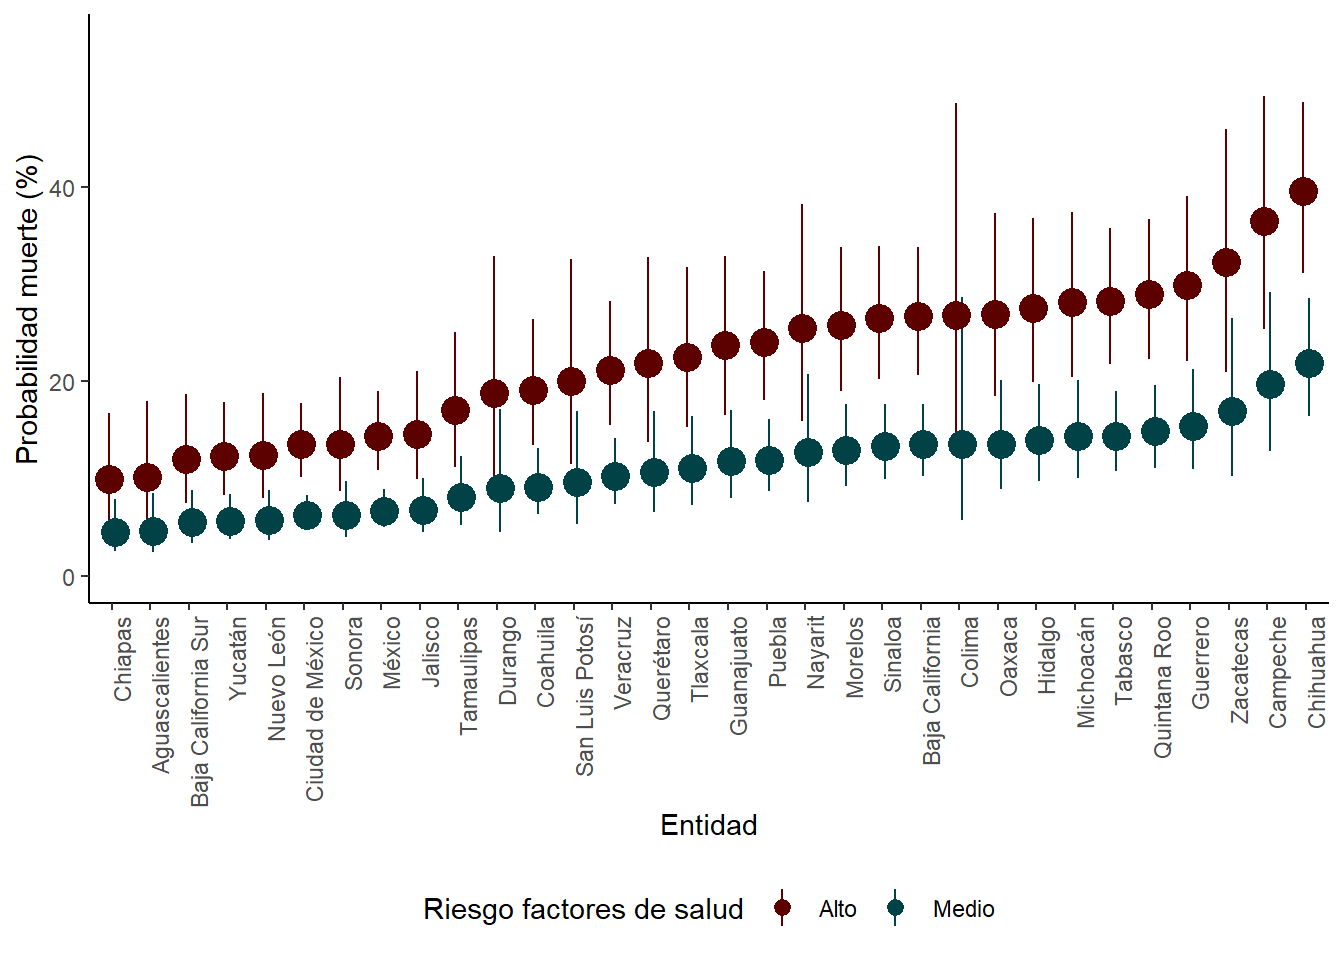 Probabilidad muerte (%)
40
20
0
Chiapas
Aguascalientes
Baja California Sur
Yucatán
Nuevo León
Ciudad de México
Sonora
México
Jalisco
Tamaulipas
Durango
Coahuila
San Luis Potosí
Veracruz
Querétaro
Tlaxcala
Guanajuato
Puebla
Nayarit
Morelos
Sinaloa
Baja California
Colima
Oaxaca
Hidalgo
Michoacán
Tabasco
Quintana Roo
Guerrero
Zacatecas
Campeche
Chihuahua
Entidad
Riesgo factores de salud Alto Medio